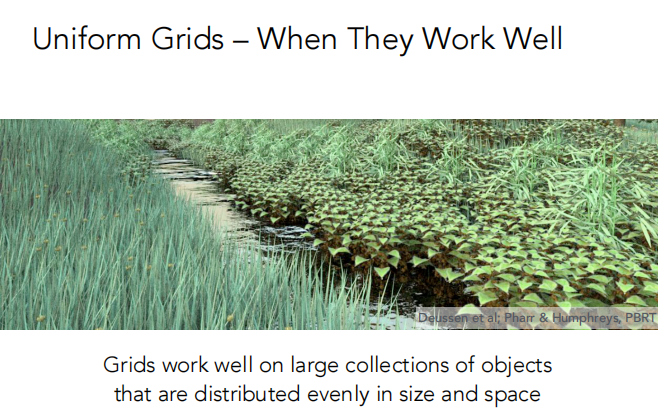 Uniform Grids – When They Work Well
Deussen et al; Pharr & Humphreys, PBRT
Grids work well on large collections of objects
that are distributed evenly in size and space